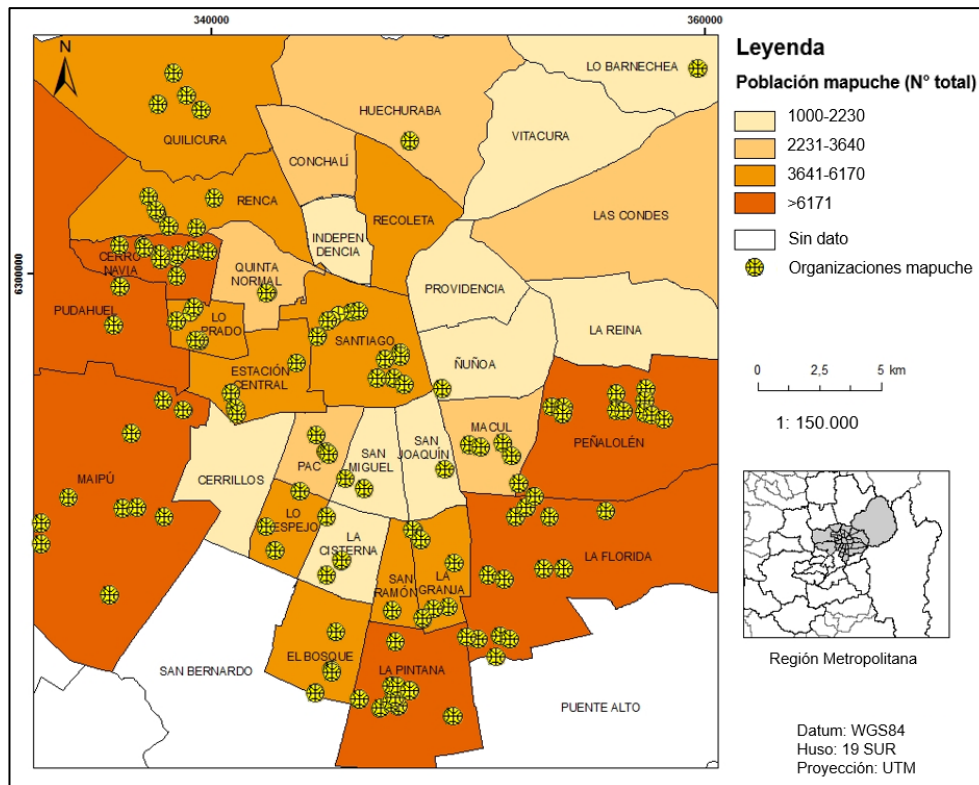 340000
360000
N
6300000
LO BARNECHEA
HUECHURABA
VITACURA
QUILICURA
CONCHALÍ
RENCA
RECOLETA
LAS CONDES
INDEPEN
DENCIA
CERRO
NAVIA
QUINTA
NORMAL
PROVIDENCIA
PUDAHUEL
LO
PRADO
LA REINA
SANTIAGO
ÑUÑOA
ESTACIÓN
CENTRAL
MACUL
PEÑALOLÉN
SAN
JOAQUÍN
SAN
MIGUEL
PAC
MAIPÚ
CERRILLOS
LO
ESPEJO
LA
CISTERNA
LA FLORIDA
SAN
RAMÓN
LA
GRANJA
EL BOSQUE
SAN BERNARDO
LA PINTANA
PUENTE ALTO
Leyenda
Población mapuche (N° total)
1000-2230
2231-3640
3641-6170
>6171
Sin dato
Organizaciones mapuche
0 2,5 5 km
1: 150.000
Región Metropolitana
Datum: WGS84
Huso: 19 SUR
Proyección: UTM